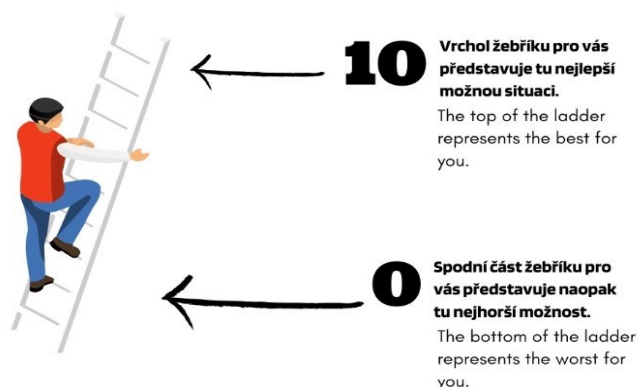 10
Vrchol žebříku pro vás
představuje tu nejlepší
možnou situaci.
The top of the ladder
represents the best for
you.
0
Spodní část žebříku pro
vás představuje naopak
tu nejhorší možnost.
The bottom of the ladder
represents the worst for
you.